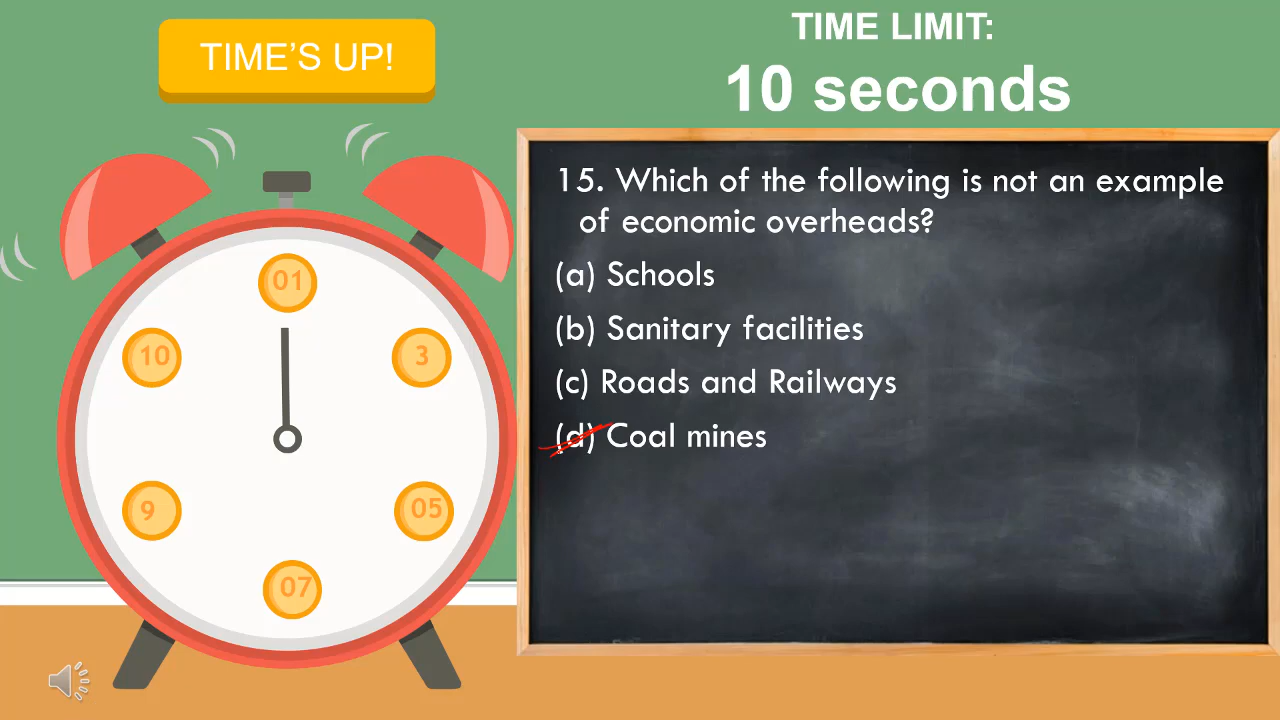 TIME'S UP!
TIME LIMIT:
10 seconds
01
10
3
9
05
07
15. Which of the following is not an example
of economic overheads?
(a) Schools
(b) Sanitary facilities
(c) Roads and Railways
(d) Coal mines